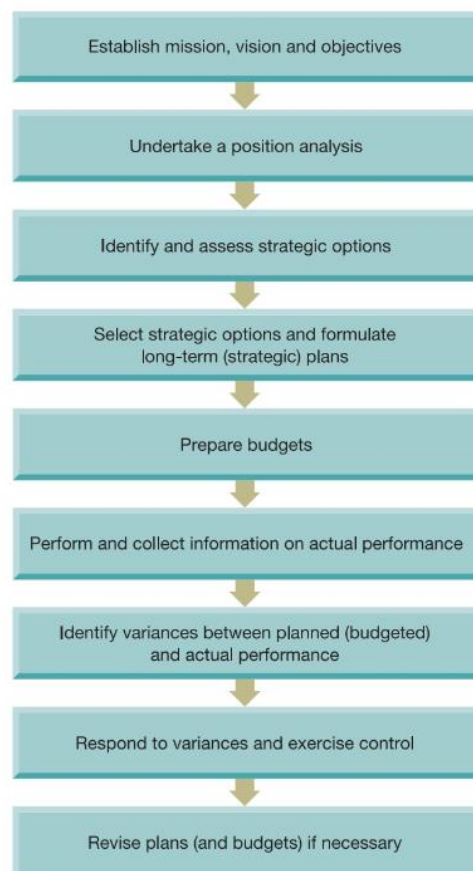 Establish mission, vision and objectives
Undertake a position analysis
Identify and assess strategic options
Select strategic options and formulate
long-term (strategic) plans
Prepare budgets
Perform and collect information on actual performance
Identify variances between planned (budgeted)
and actual performance
Respond to variances and exercise control
Revise plans (and budgets) if necessary